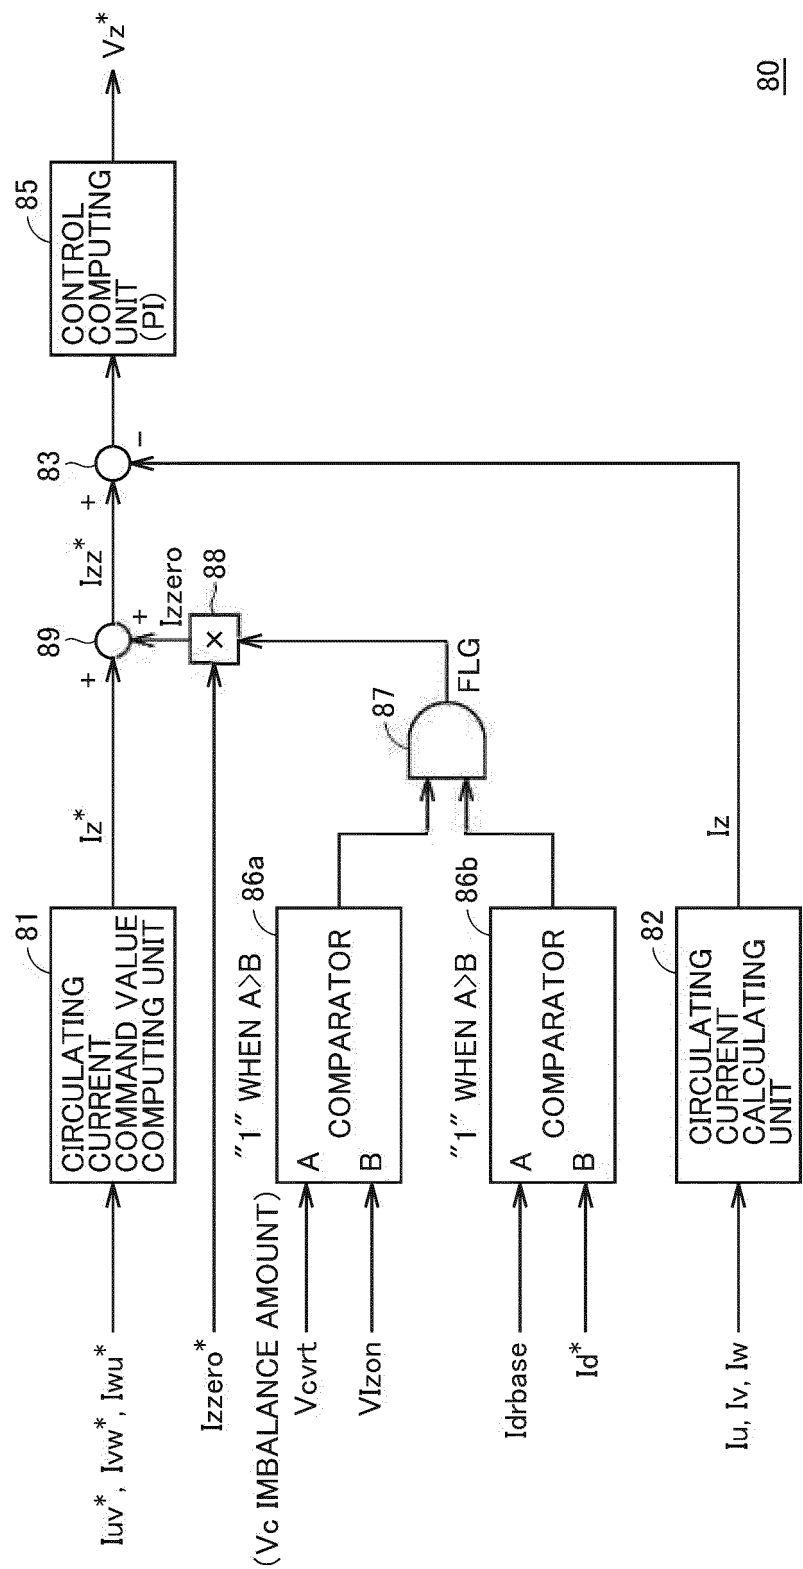 Iuv*, Ivw*, Iwu*
CIRCULATING
CURRENT
COMMAND VALUE
COMPUTING UNIT
81
Iz*
+
89
+
Izz*
+
83
−
CONTROL
COMPUTING
UNIT
(PI)
85
Vz*
Izzero*
×
88
Izzero
(Vc IMBALANCE AMOUNT)
Vcvrt
VIzon
"1" WHEN A>B
A
B
COMPARATOR
86a
87
FLG
Idrbase
Id*
"1" WHEN A>B
A
B
COMPARATOR
86b
Iu, Iv, Iw
CIRCULATING
CURRENT
CALCULATING
UNIT
82
Iz
80